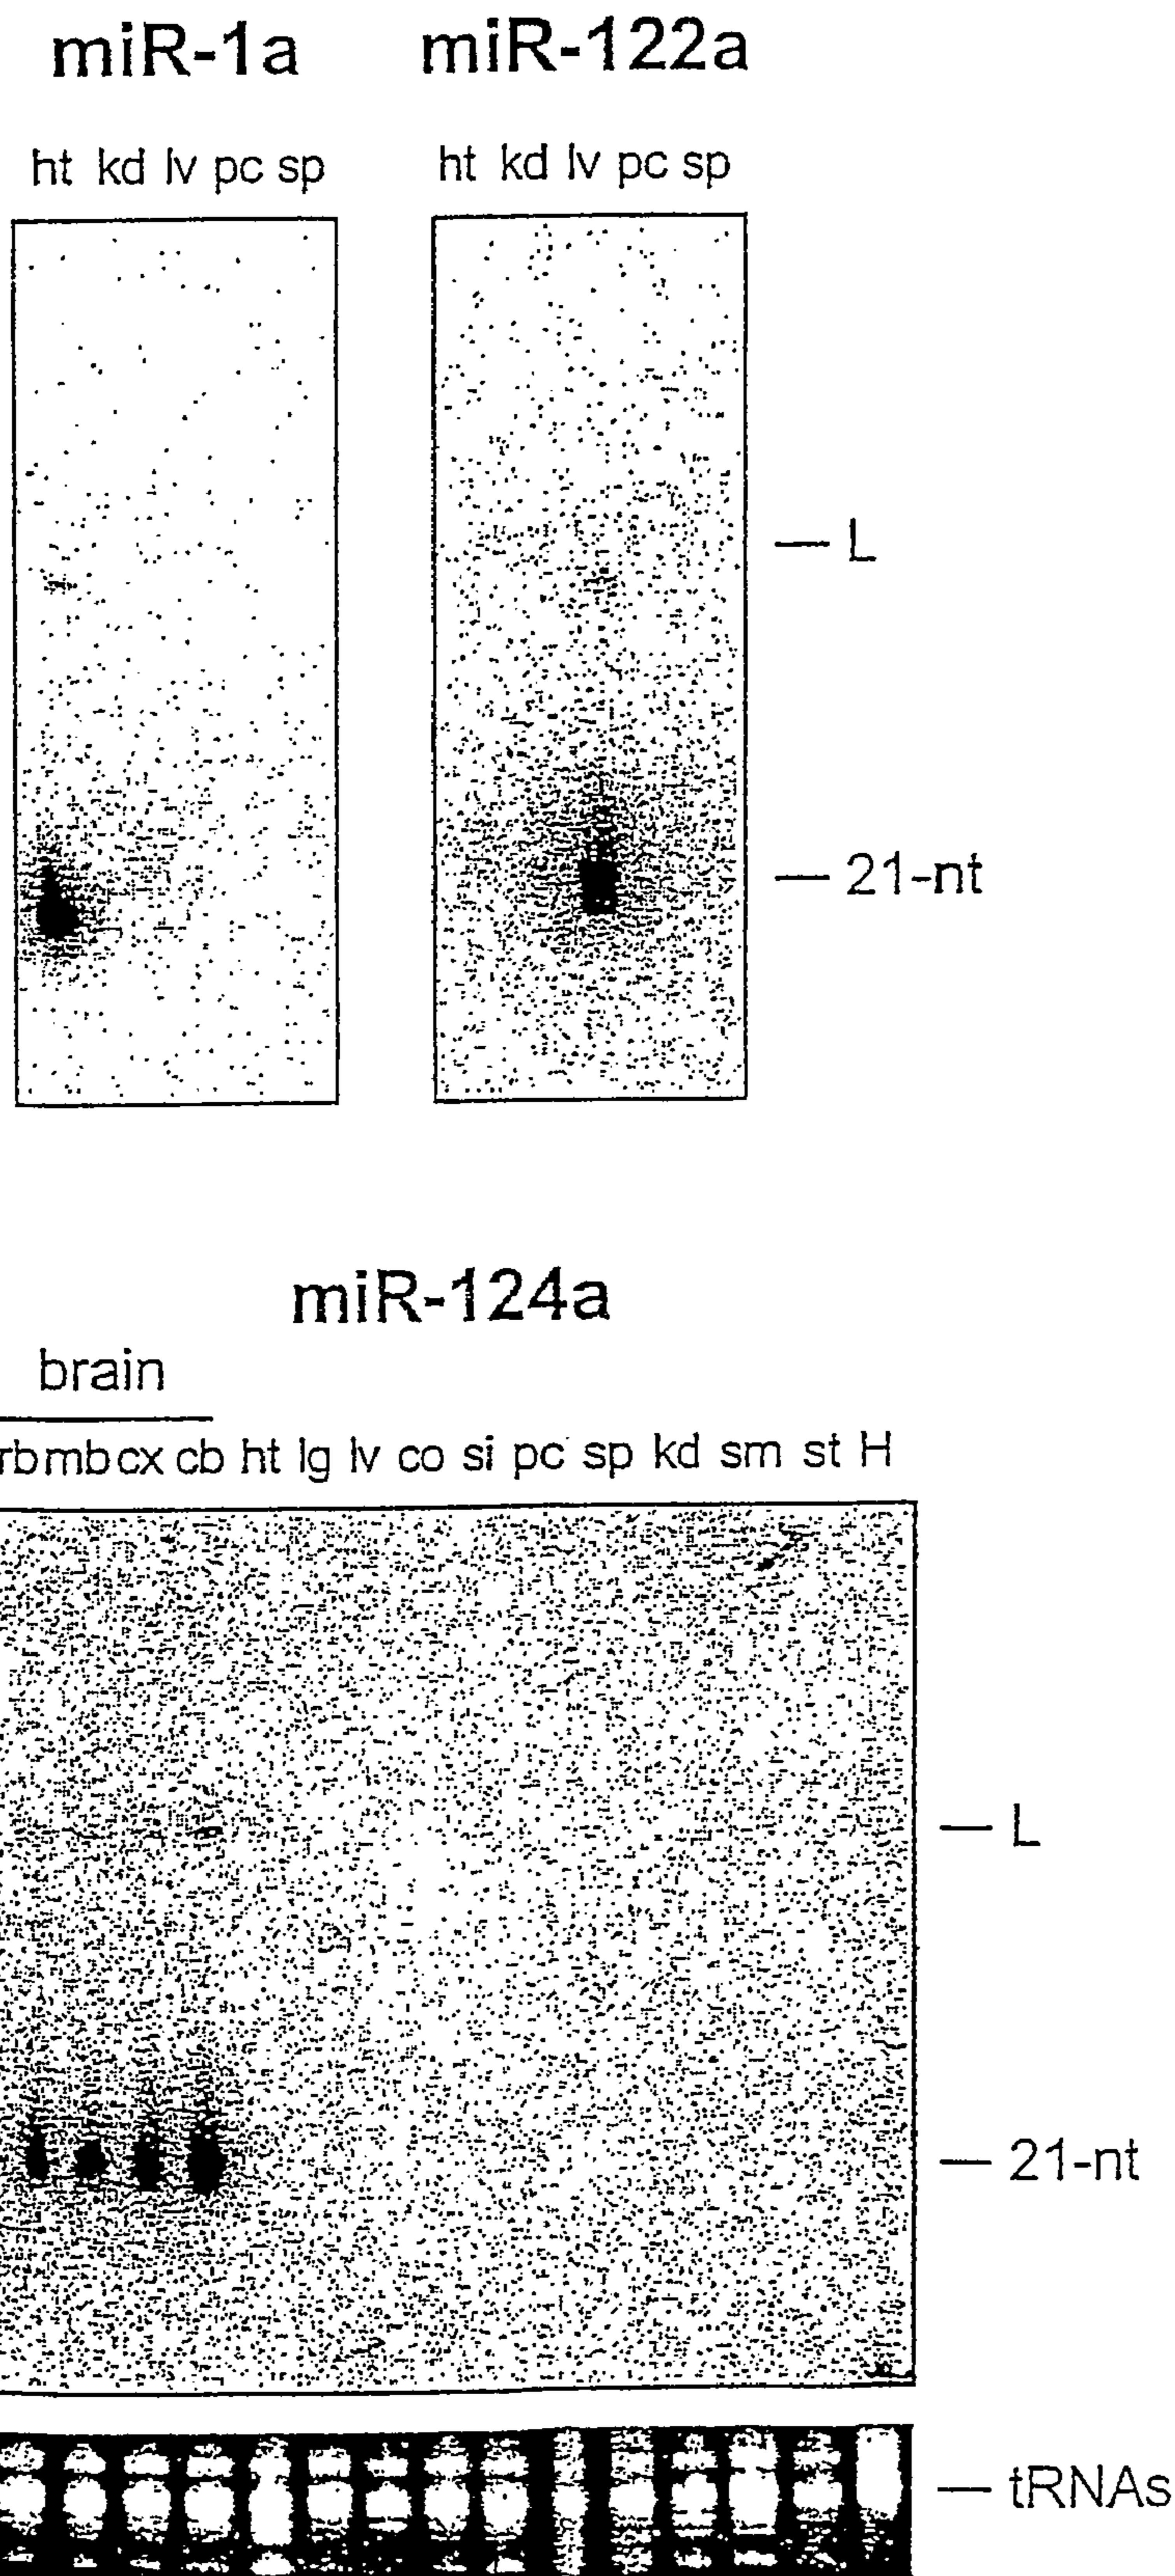 miR-1a miR-122a
ht kd lv pc sp ht kd lv pc sp
— L
— 21-nt
miR-124a
brain
rb mb cx cb ht lg lv co si pc sp kd sm st H
— L
— 21-nt
— tRNAs